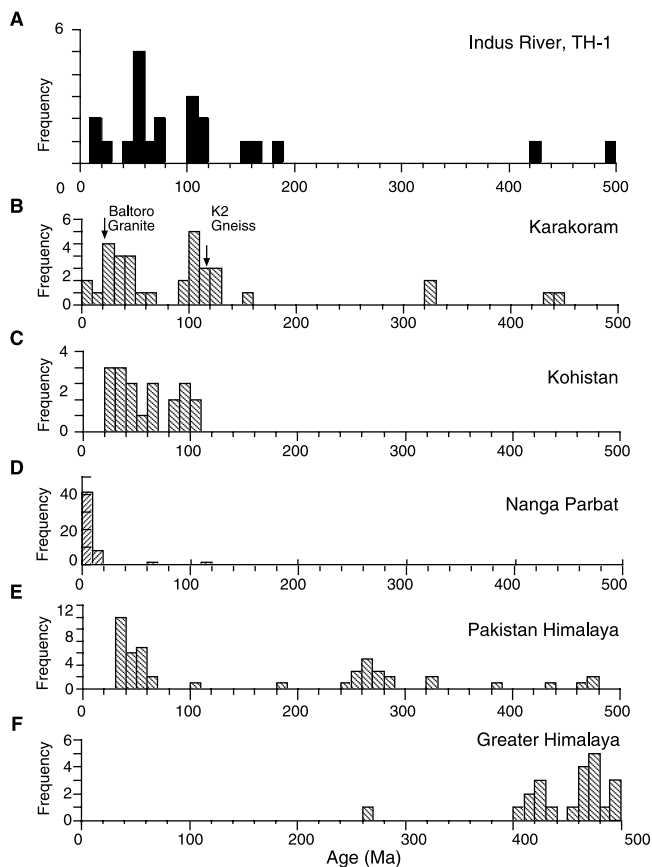 A
6
Indus River, TH-1
Frequency
0
0 100 200 300 400 500
B
Baltoro
Granite
K2
Gneiss
Karakoram
Frequency
6
4
2
0
0 100 200 300 400 500
C
Kohistan
Frequency
4
2
0
0 100 200 300 400 500
D
Nanga Parbat
Frequency
40
20
0
0 100 200 300 400 500
E
Pakistan Himalaya
Frequency
12
8
4
0
0 100 200 300 400 500
F
Greater Himalaya
Frequency
6
4
2
0
0 100 200 300 400 500
Age (Ma)